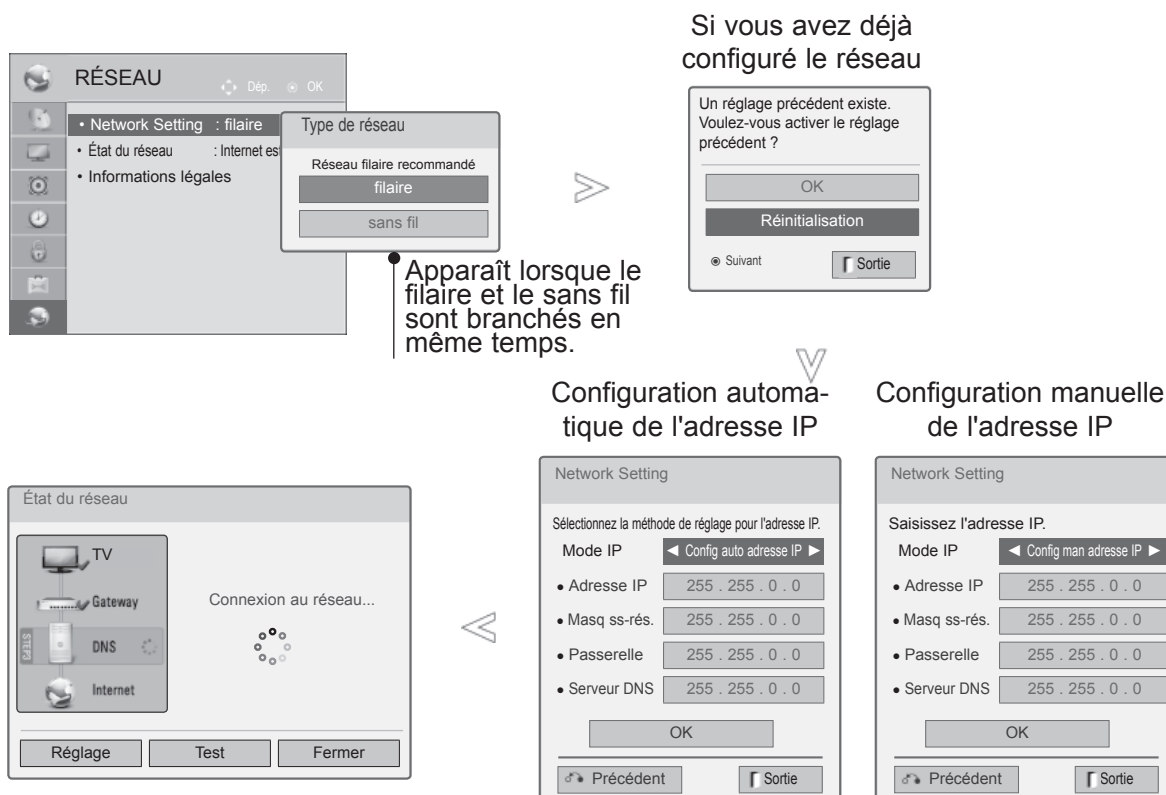 RÉSEAU
Dép. OK
• Network Setting : filaire
• État du réseau : Internet est
• Informations légales
Type de réseau
Réseau filaire recommandé
filaire
sans fil
Apparaît lorsque le
filaire et le sans fil
sont branchés en
même temps.
Si vous avez déjà
configuré le réseau
Un réglage précédent existe.
Voulez-vous activer le réglage
précédent ?
OK
Réinitialisation
Suivant
Sortie
Configuration automa-
tique de l'adresse IP
Network Setting
Sélectionnez la méthode de réglage pour l'adresse IP.
Mode IP ◀ Config auto adresse IP ▶
• Adresse IP 255 . 255 . 0 . 0
• Masq ss-rés. 255 . 255 . 0 . 0
• Passerelle 255 . 255 . 0 . 0
• Serveur DNS 255 . 255 . 0 . 0
OK
Précédent Sortie
Configuration manuelle
de l'adresse IP
Network Setting
Saisissez l'adresse IP.
Mode IP ◀ Config man adresse IP ▶
• Adresse IP 255 . 255 . 0 . 0
• Masq ss-rés. 255 . 255 . 0 . 0
• Passerelle 255 . 255 . 0 . 0
• Serveur DNS 255 . 255 . 0 . 0
OK
Précédent Sortie
État du réseau
TV
Gateway
STEP3
DNS
Internet
Connexion au réseau...
Réglage Test Fermer